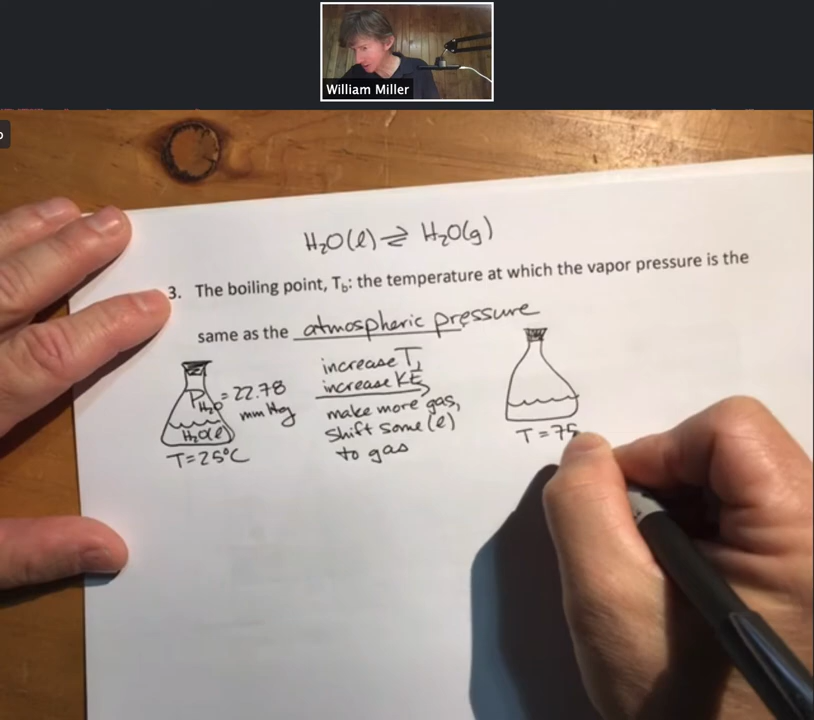 William Miller
H₂O(l) ⇌ H₂O(g)
3. The boiling point, Tb: the temperature at which the vapor pressure is the
same as the atmospheric pressure
P H₂O = 22.78
mm Hg
H₂O(l)
T=25°C
increase T,
increase KE
make more gas,
shift some (l)
to gas
T=75